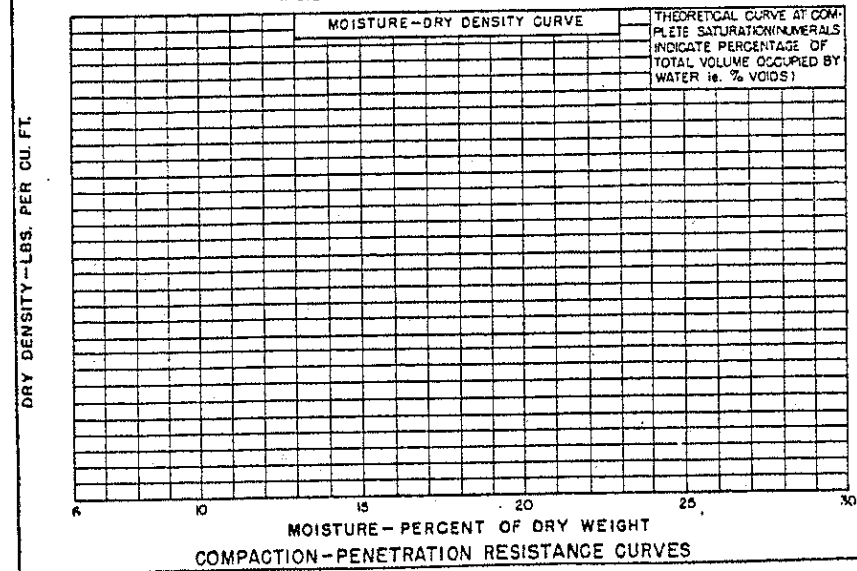 MOISTURE-DRY DENSITY CURVE
THEORETICAL CURVE AT COM-
PLETE SATURATION(NUMERALS
INDICATE PERCENTAGE OF
TOTAL VOLUME OCCUPIED BY
WATER ie. % VOIDS)
DRY DENSITY-LBS. PER CU. FT.
6 10 15 20 25 30
MOISTURE-PERCENT OF DRY WEIGHT
COMPACTION-PENETRATION RESISTANCE CURVES